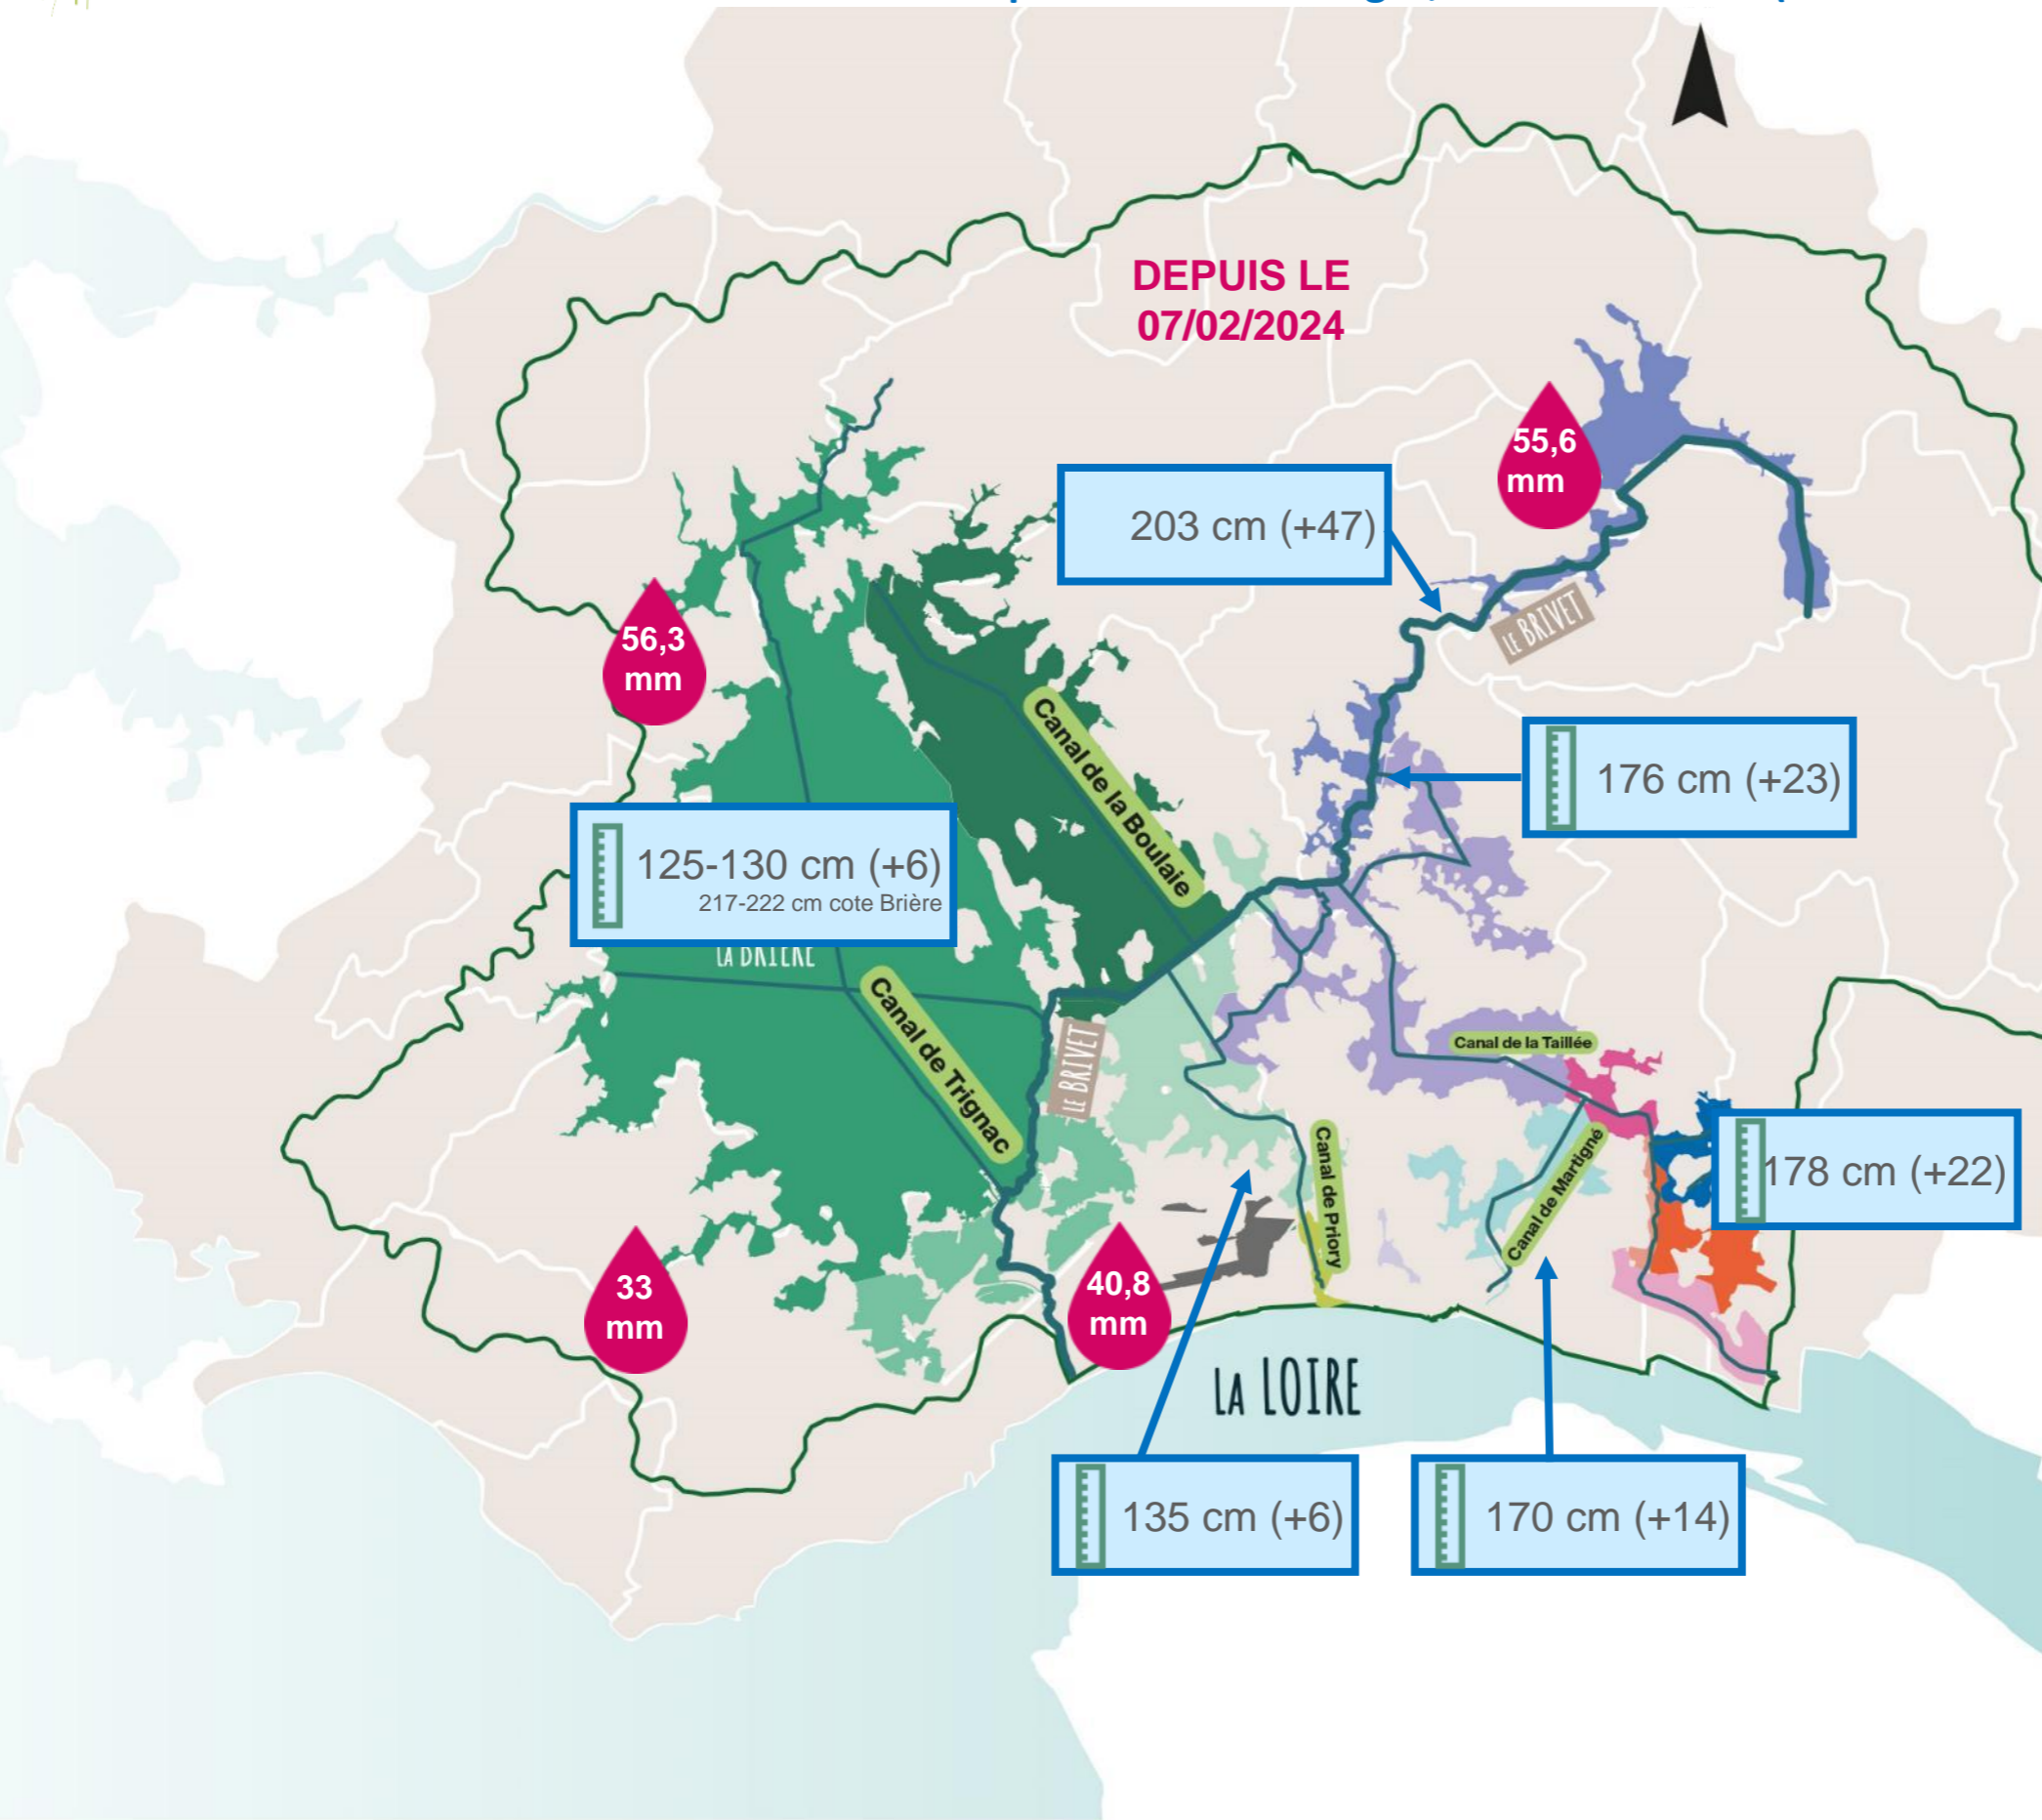 DEPUIS LE
07/02/2024
55,6
mm
203 cm (+47)
LE BRIVET
56,3
mm
Canal de la Boulaie
176 cm (+23)
125-130 cm (+6)
217-222 cm cote Brière
LA BRIÈRE
Canal de Trignac
LE BRIVET
Canal de la Taillée
Canal de Priory
Canal de Martigné
178 cm (+22)
33
mm
40,8
mm
LA LOIRE
135 cm (+6)
170 cm (+14)